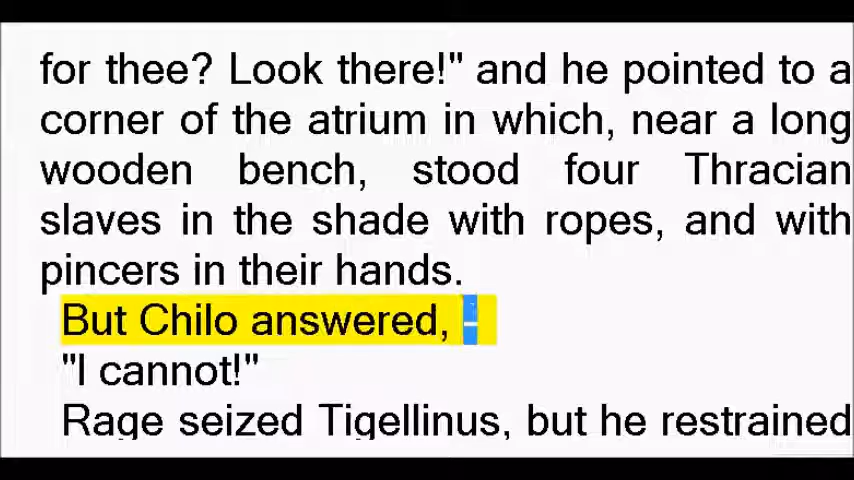 for thee? Look there!" and he pointed to a
corner of the atrium in which, near a long
wooden bench, stood four Thracian
slaves in the shade with ropes, and with
pincers in their hands.
But Chilo answered, -
"I cannot!"
Rage seized Tigellinus, but he restrained